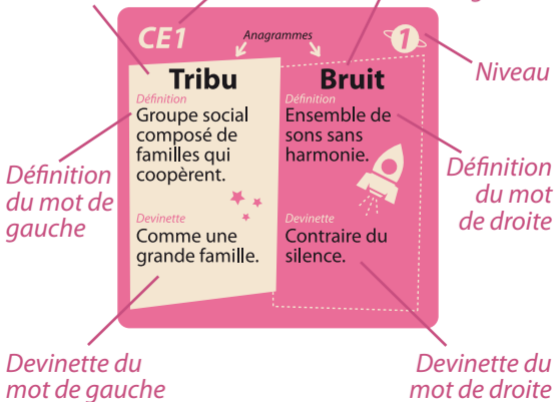 CE1
Anagrammes
1
Niveau
Tribu
Bruit
Définition
Groupe social
composé de
familles qui
coopèrent.
Définition
Ensemble de
sons sans
harmonie.
Définition
du mot de
gauche
Définition
du mot
de droite
Devinette
Comme une
grande famille.
Devinette
Contraire du
silence.
Devinette du
mot de gauche
Devinette du
mot de droite